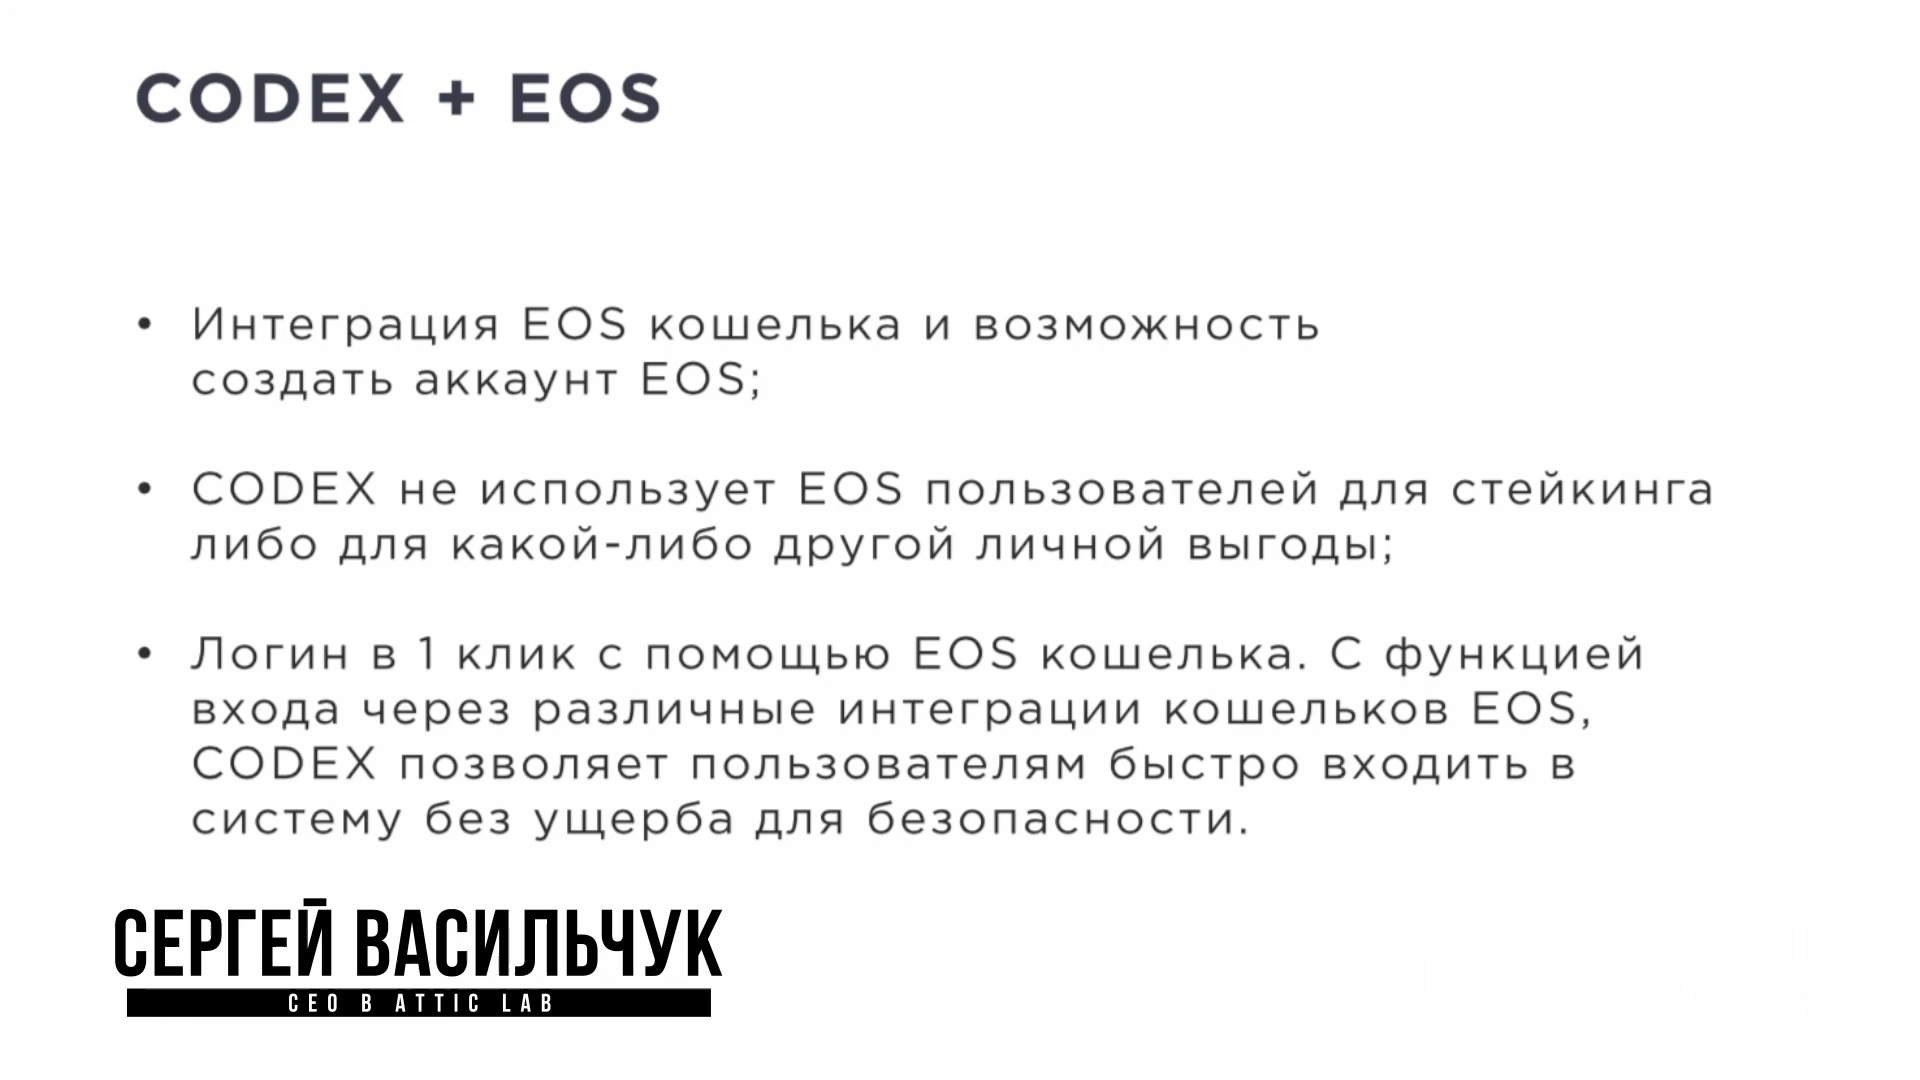 CODEX + EOS
• Интеграция EOS кошелька и возможность
создать аккаунт EOS;
• CODEX не использует EOS пользователей для стейкинга
либо для какой-либо другой личной выгоды;
• Логин в 1 клик с помощью EOS кошелька. С функцией
входа через различные интеграции кошельков EOS,
CODEX позволяет пользователям быстро входить в
систему без ущерба для безопасности.
СЕРГЕЙ ВАСИЛЬЧУК
CEO В ATTIC LAB